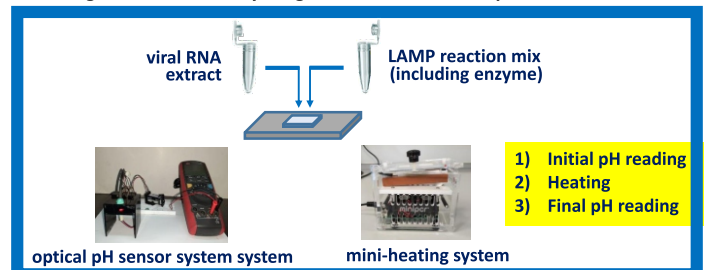 viral RNA
extract
LAMP reaction mix
(including enzyme)
1) Initial pH reading
2) Heating
3) Final pH reading
minipcr
optical pH sensor system system
mini-heating system